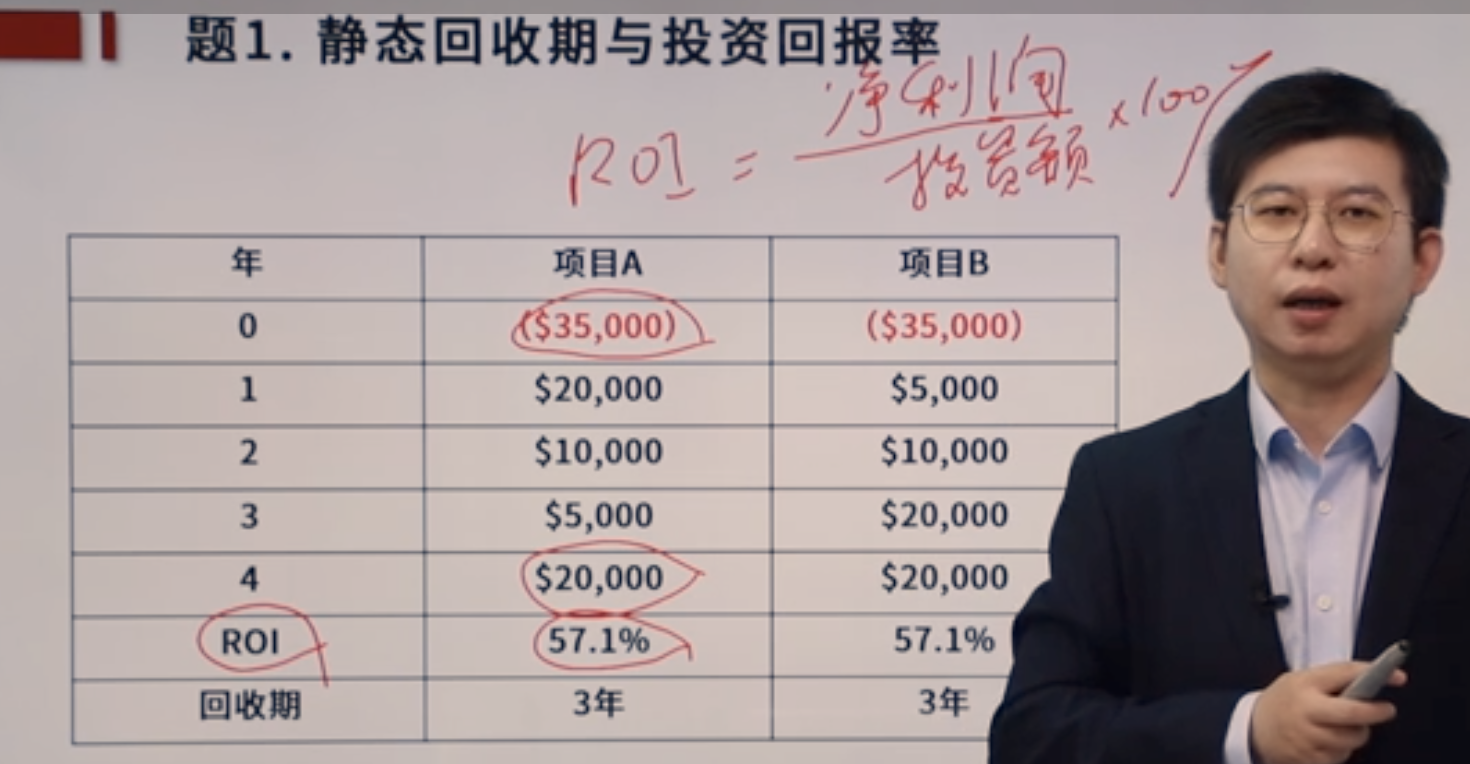 题1. 静态回收期与投资回报率
ROI = 净利润 / 投资额 ×100%
年 项目A 项目B
0 ($35,000) ($35,000)
1 $20,000 $5,000
2 $10,000 $10,000
3 $5,000 $20,000
4 $20,000 $20,000
ROI 57.1% 57.1%
回收期 3年 3年